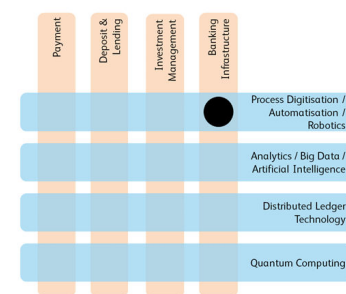 Payment
Deposit &
Lending
Investment
Management
Banking
Infrastructure
Process Digitisation /
Automatisation /
Robotics
Analytics / Big Data /
Artificial Intelligence
Distributed Ledger
Technology
Quantum Computing